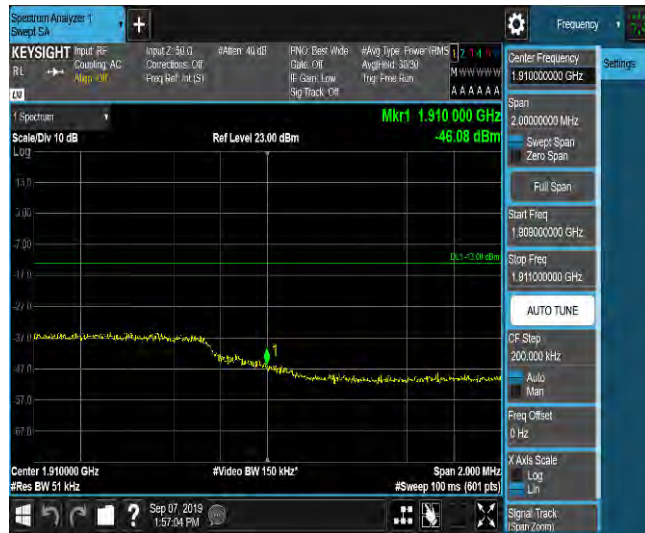 Spectrum Analyzer 1
Swept SA
+
Frequency
KEYSIGHT
RL
Input: RF
Coupling: AC
Align: Off
Input Z: 50 Ω
Corrections: Off
Freq Ref: Int (S)
#Atten: 40 dB
PNO: Best Wide
Gate: Off
IF Gain: Low
Sig Track: Off
#Avg Type: Power (RMS
Avg|Hold: 30/30
Trig: Free Run
M W W W W W
A A A A A A
1 Spectrum
Scale/Div 10 dB
Log
Ref Level 23.00 dBm
Mkr1 1.910 000 GHz
-46.08 dBm
13.0
3.00
-7.00
DL1 -13.00 dBm
-17.0
-27.0
-37.0
-47.0
-57.0
-67.0
1
Center 1.910000 GHz
#Video BW 150 kHz*
Span 2.000 MHz
#Res BW 51 kHz
#Sweep 100 ms (601 pts)
Sep 07, 2019
1:57:04 PM
Center Frequency
1.910000000 GHz
Settings
Span
2.00000000 MHz
Swept Span
Zero Span
Full Span
Start Freq
1.909000000 GHz
Stop Freq
1.911000000 GHz
AUTO TUNE
CF Step
200.000 kHz
Auto
Man
Freq Offset
0 Hz
X Axis Scale
Log
Lin
Signal Track
(Span Zoom)